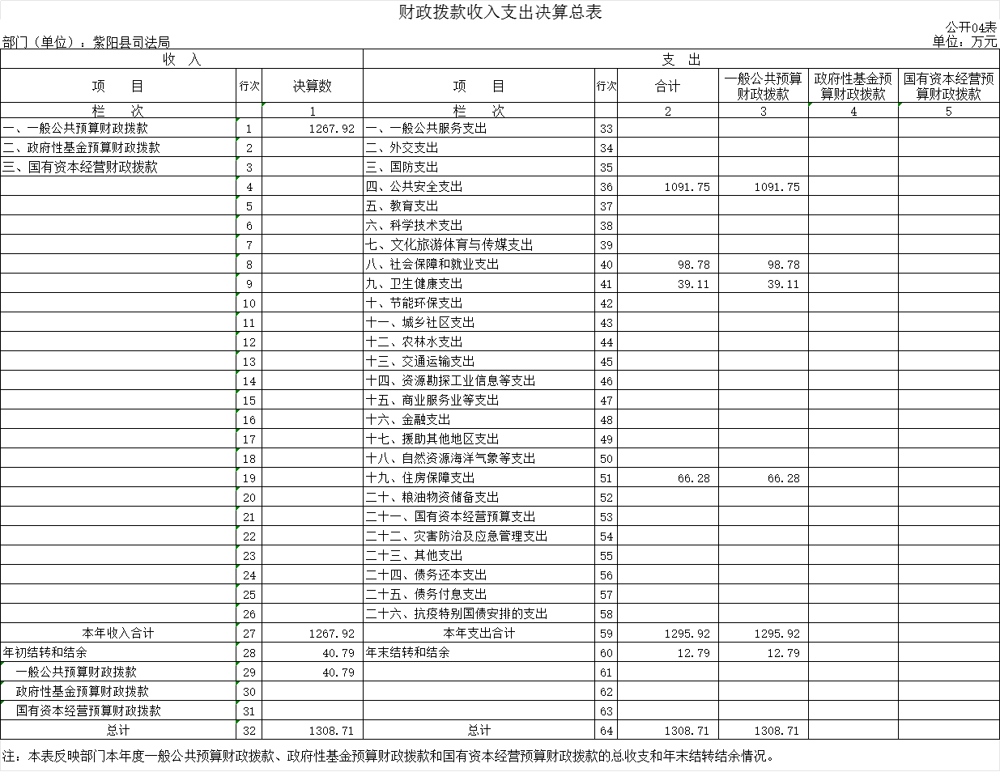 财政拨款收入支出决算总表
公开04表
部门（单位）：紫阳县司法局 单位：万元
收 入 支 出
项 目 行次 决算数 项 目 行次 合计 一般公共预算财政拨款 政府性基金预算财政拨款 国有资本经营预算财政拨款
栏 次 1 栏 次 2 3 4 5
一、一般公共预算财政拨款 1 1267.92 一、一般公共服务支出 33
二、政府性基金预算财政拨款 2 二、外交支出 34
三、国有资本经营财政拨款 3 三、国防支出 35
4 四、公共安全支出 36 1091.75 1091.75
5 五、教育支出 37
6 六、科学技术支出 38
7 七、文化旅游体育与传媒支出 39
8 八、社会保障和就业支出 40 98.78 98.78
9 九、卫生健康支出 41 39.11 39.11
10 十、节能环保支出 42
11 十一、城乡社区支出 43
12 十二、农林水支出 44
13 十三、交通运输支出 45
14 十四、资源勘探工业信息等支出 46
15 十五、商业服务业等支出 47
16 十六、金融支出 48
17 十七、援助其他地区支出 49
18 十八、自然资源海洋气象等支出 50
19 十九、住房保障支出 51 66.28 66.28
20 二十、粮油物资储备支出 52
21 二十一、国有资本经营预算支出 53
22 二十二、灾害防治及应急管理支出 54
23 二十三、其他支出 55
24 二十四、债务还本支出 56
25 二十五、债务付息支出 57
26 二十六、抗疫特别国债安排的支出 58
本年收入合计 27 1267.92 本年支出合计 59 1295.92 1295.92
年初结转和结余 28 40.79 年末结转和结余 60 12.79 12.79
一般公共预算财政拨款 29 40.79 61
政府性基金预算财政拨款 30 62
国有资本经营预算财政拨款 31 63
总计 32 1308.71 总计 64 1308.71 1308.71
注：本表反映部门本年度一般公共预算财政拨款、政府性基金预算财政拨款和国有资本经营预算财政拨款的总收支和年末结转结余情况。